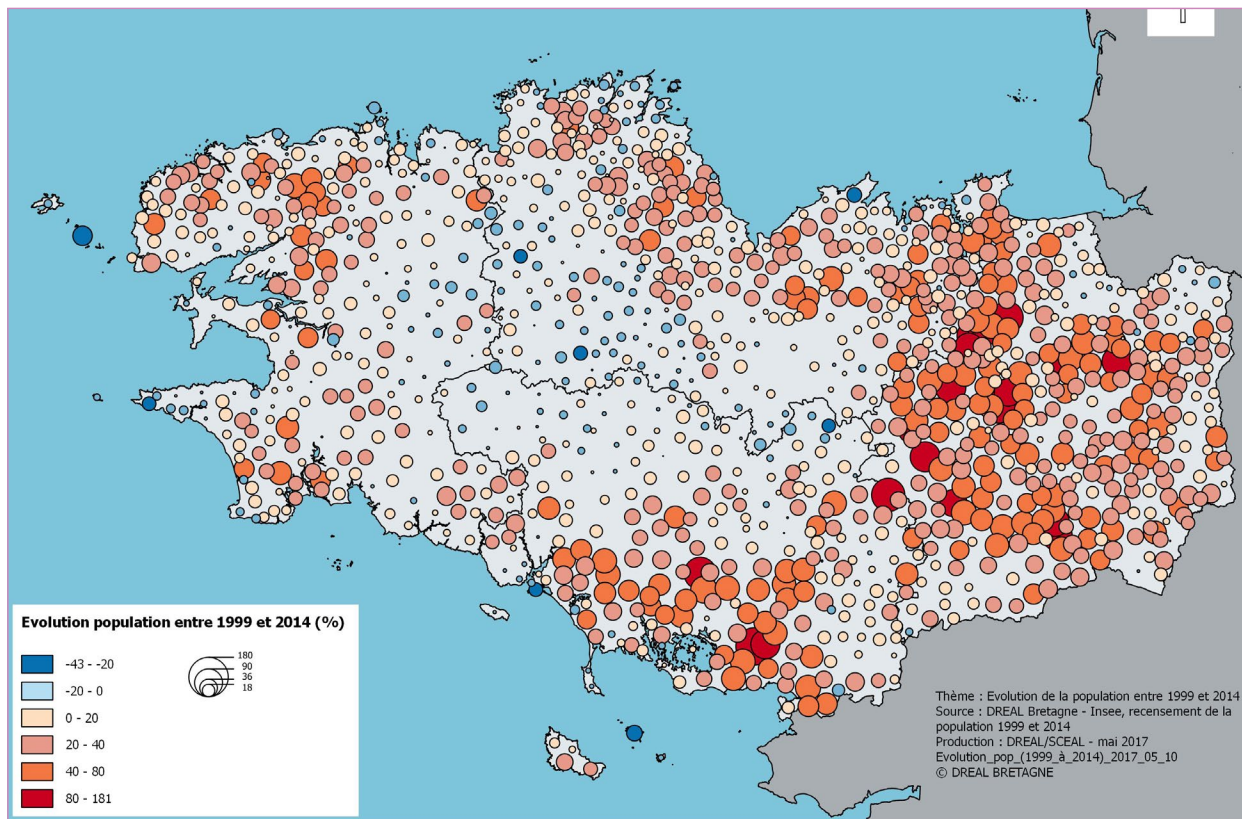 Evolution population entre 1999 et 2014 (%)
-43 - -20
-20 - 0
0 - 20
20 - 40
40 - 80
80 - 181
180
90
36
18
Thème : Evolution de la population entre 1999 et 2014
Source : DREAL Bretagne - Insee, recensement de la
population 1999 et 2014
Production : DREAL/SCEAL - mai 2017
Evolution_pop_(1999_à_2014)_2017_05_10
© DREAL BRETAGNE